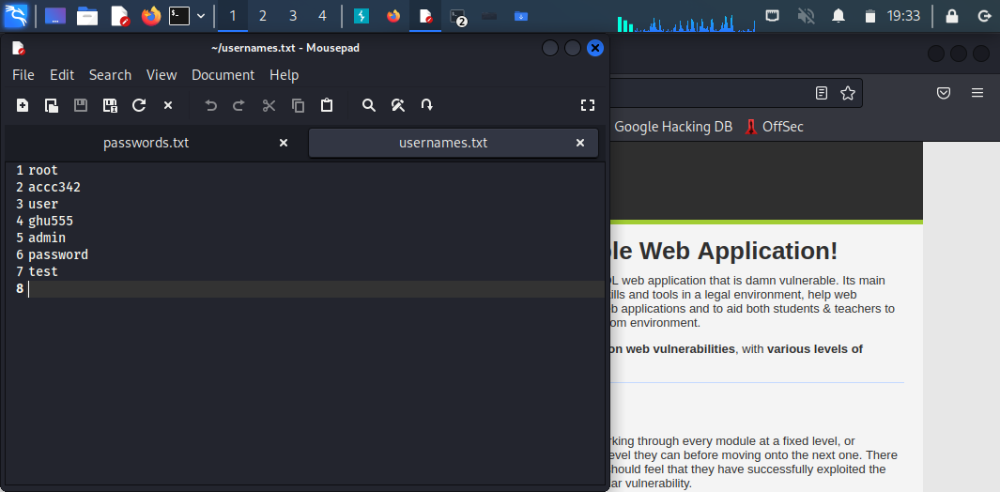 1 2 3 4 2 19:33
~/usernames.txt - Mousepad
File Edit Search View Document Help
passwords.txt usernames.txt
1 root
2 accc342
3 user
4 ghu555
5 admin
6 password
7 test
8
Google Hacking DB OffSec
ble Web Application!
L web application that is damn vulnerable. Its main
ills and tools in a legal environment, help web
b applications and to aid both students & teachers to
om environment.
on web vulnerabilities, with various levels of
rking through every module at a fixed level, or
level they can before moving onto the next one. There
should feel that they have successfully exploited the
ar vulnerability.